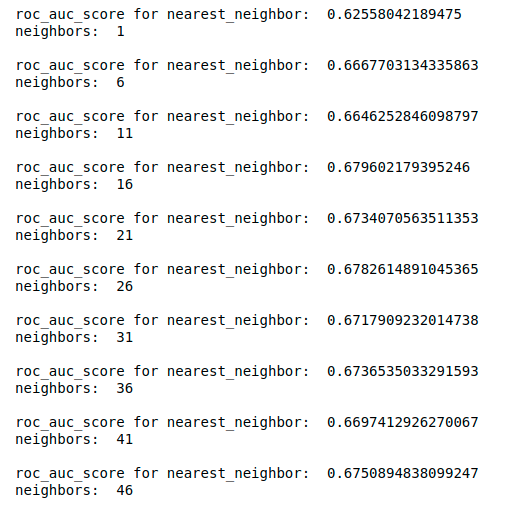 roc_auc_score for nearest_neighbor:  0.62558042189475
neighbors:  1
roc_auc_score for nearest_neighbor:  0.6667703134335863
neighbors:  6
roc_auc_score for nearest_neighbor:  0.6646252846098797
neighbors:  11
roc_auc_score for nearest_neighbor:  0.679602179395246
neighbors:  16
roc_auc_score for nearest_neighbor:  0.6734070563511353
neighbors:  21
roc_auc_score for nearest_neighbor:  0.6782614891045365
neighbors:  26
roc_auc_score for nearest_neighbor:  0.6717909232014738
neighbors:  31
roc_auc_score for nearest_neighbor:  0.6736535033291593
neighbors:  36
roc_auc_score for nearest_neighbor:  0.6697412926270067
neighbors:  41
roc_auc_score for nearest_neighbor:  0.6750894838099247
neighbors:  46